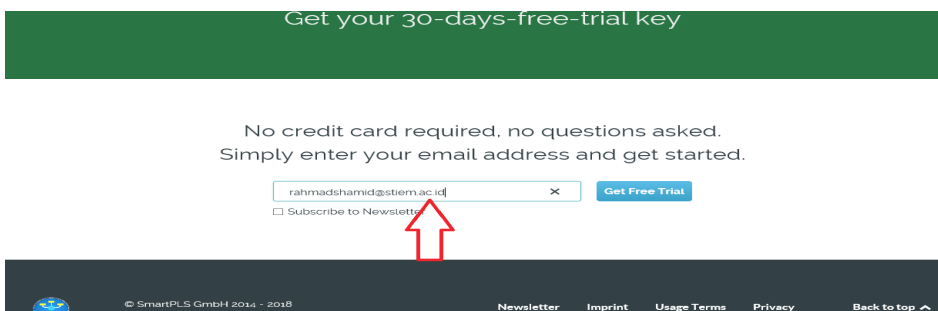 Get your 30-days-free-trial key
No credit card required, no questions asked.
Simply enter your email address and get started.
rahmadshamid@stiem.ac.id × Get Free Trial
Subscribe to Newsletter
© SmartPLS GmbH 2014 - 2018 Newsletter Imprint Usage Terms Privacy Back to top